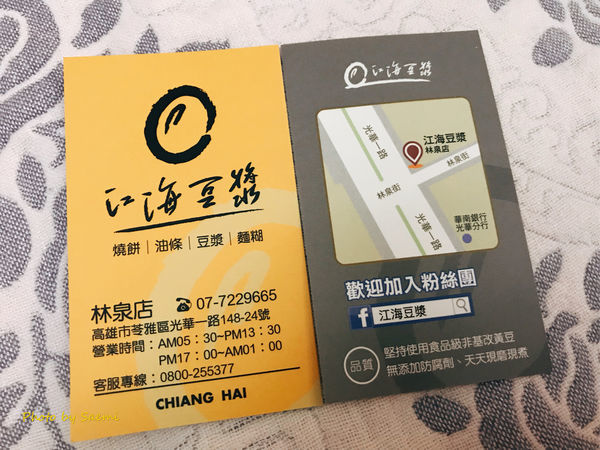 江海豆漿
燒餅｜油條｜豆漿｜麵糊
林泉店 ☎07-7229665
高雄市苓雅區光華一路148-24號
營業時間：AM05：30~PM13：30
PM17：00~AM01：00
客服專線：0800-255377
CHIANG HAI
江海豆漿
光華一路
江海豆漿
林泉店
林泉街
林泉街
光華一路
華南銀行
光華分行
歡迎加入粉絲團
f 江海豆漿
品質
堅持使用食品級非基改黃豆
無添加防腐劑、天天現磨現煮
Photo by Saimi